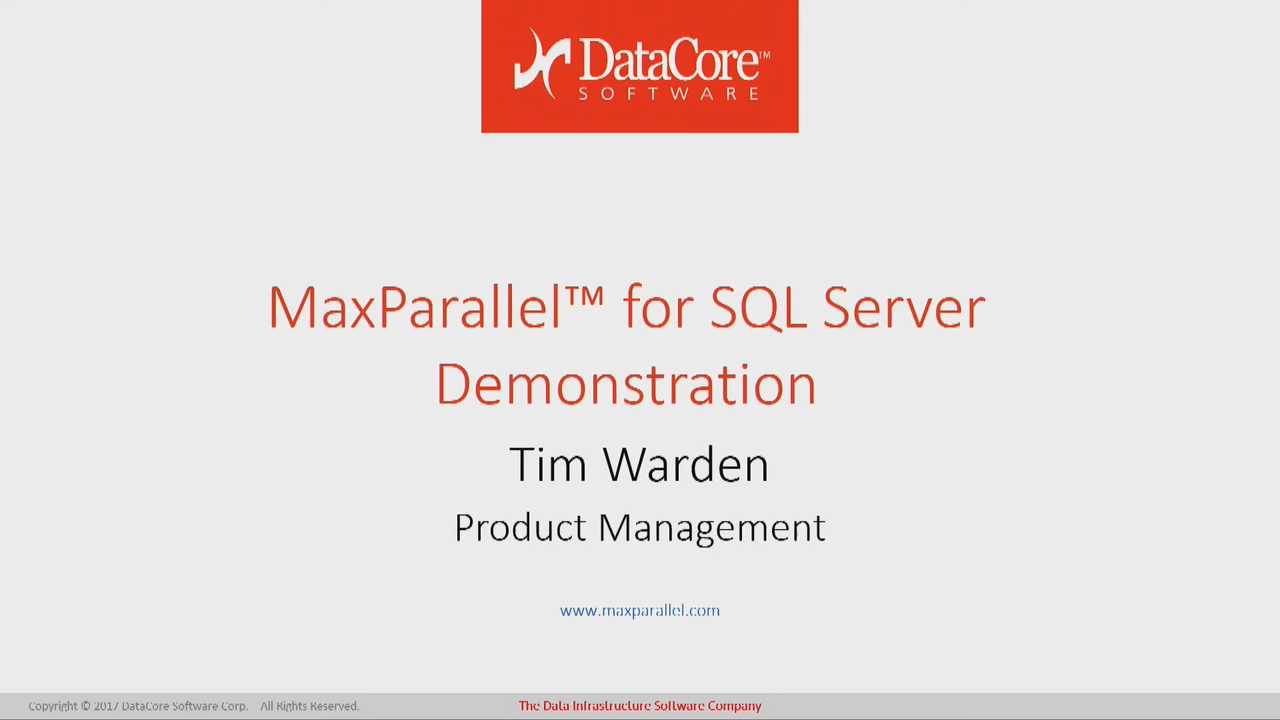 DataCore™
SOFTWARE
MaxParallel™ for SQL Server
Demonstration
Tim Warden
Product Management
www.maxparallel.com
Copyright © 2017 DataCore Software Corp. All Rights Reserved.
The Data Infrastructure Software Company